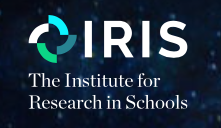 IRIS
The Institute for
Research in Schools